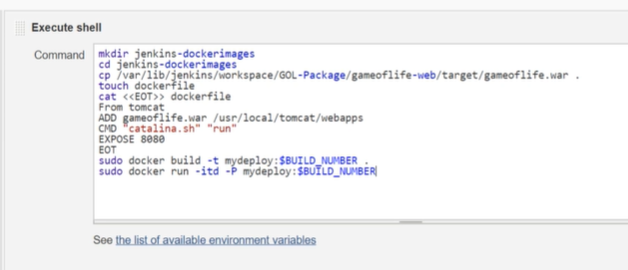 Execute shell
Command
mkdir jenkins-dockerimages
cd jenkins-dockerimages
cp /var/lib/jenkins/workspace/GOL-Package/gameoflife-web/target/gameoflife.war .
touch dockerfile
cat <<EOT>> dockerfile
From tomcat
ADD gameoflife.war /usr/local/tomcat/webapps
CMD "catalina.sh" "run"
EXPOSE 8080
EOT
sudo docker build -t mydeploy:$BUILD_NUMBER .
sudo docker run -itd -P mydeploy:$BUILD_NUMBER
See the list of available environment variables